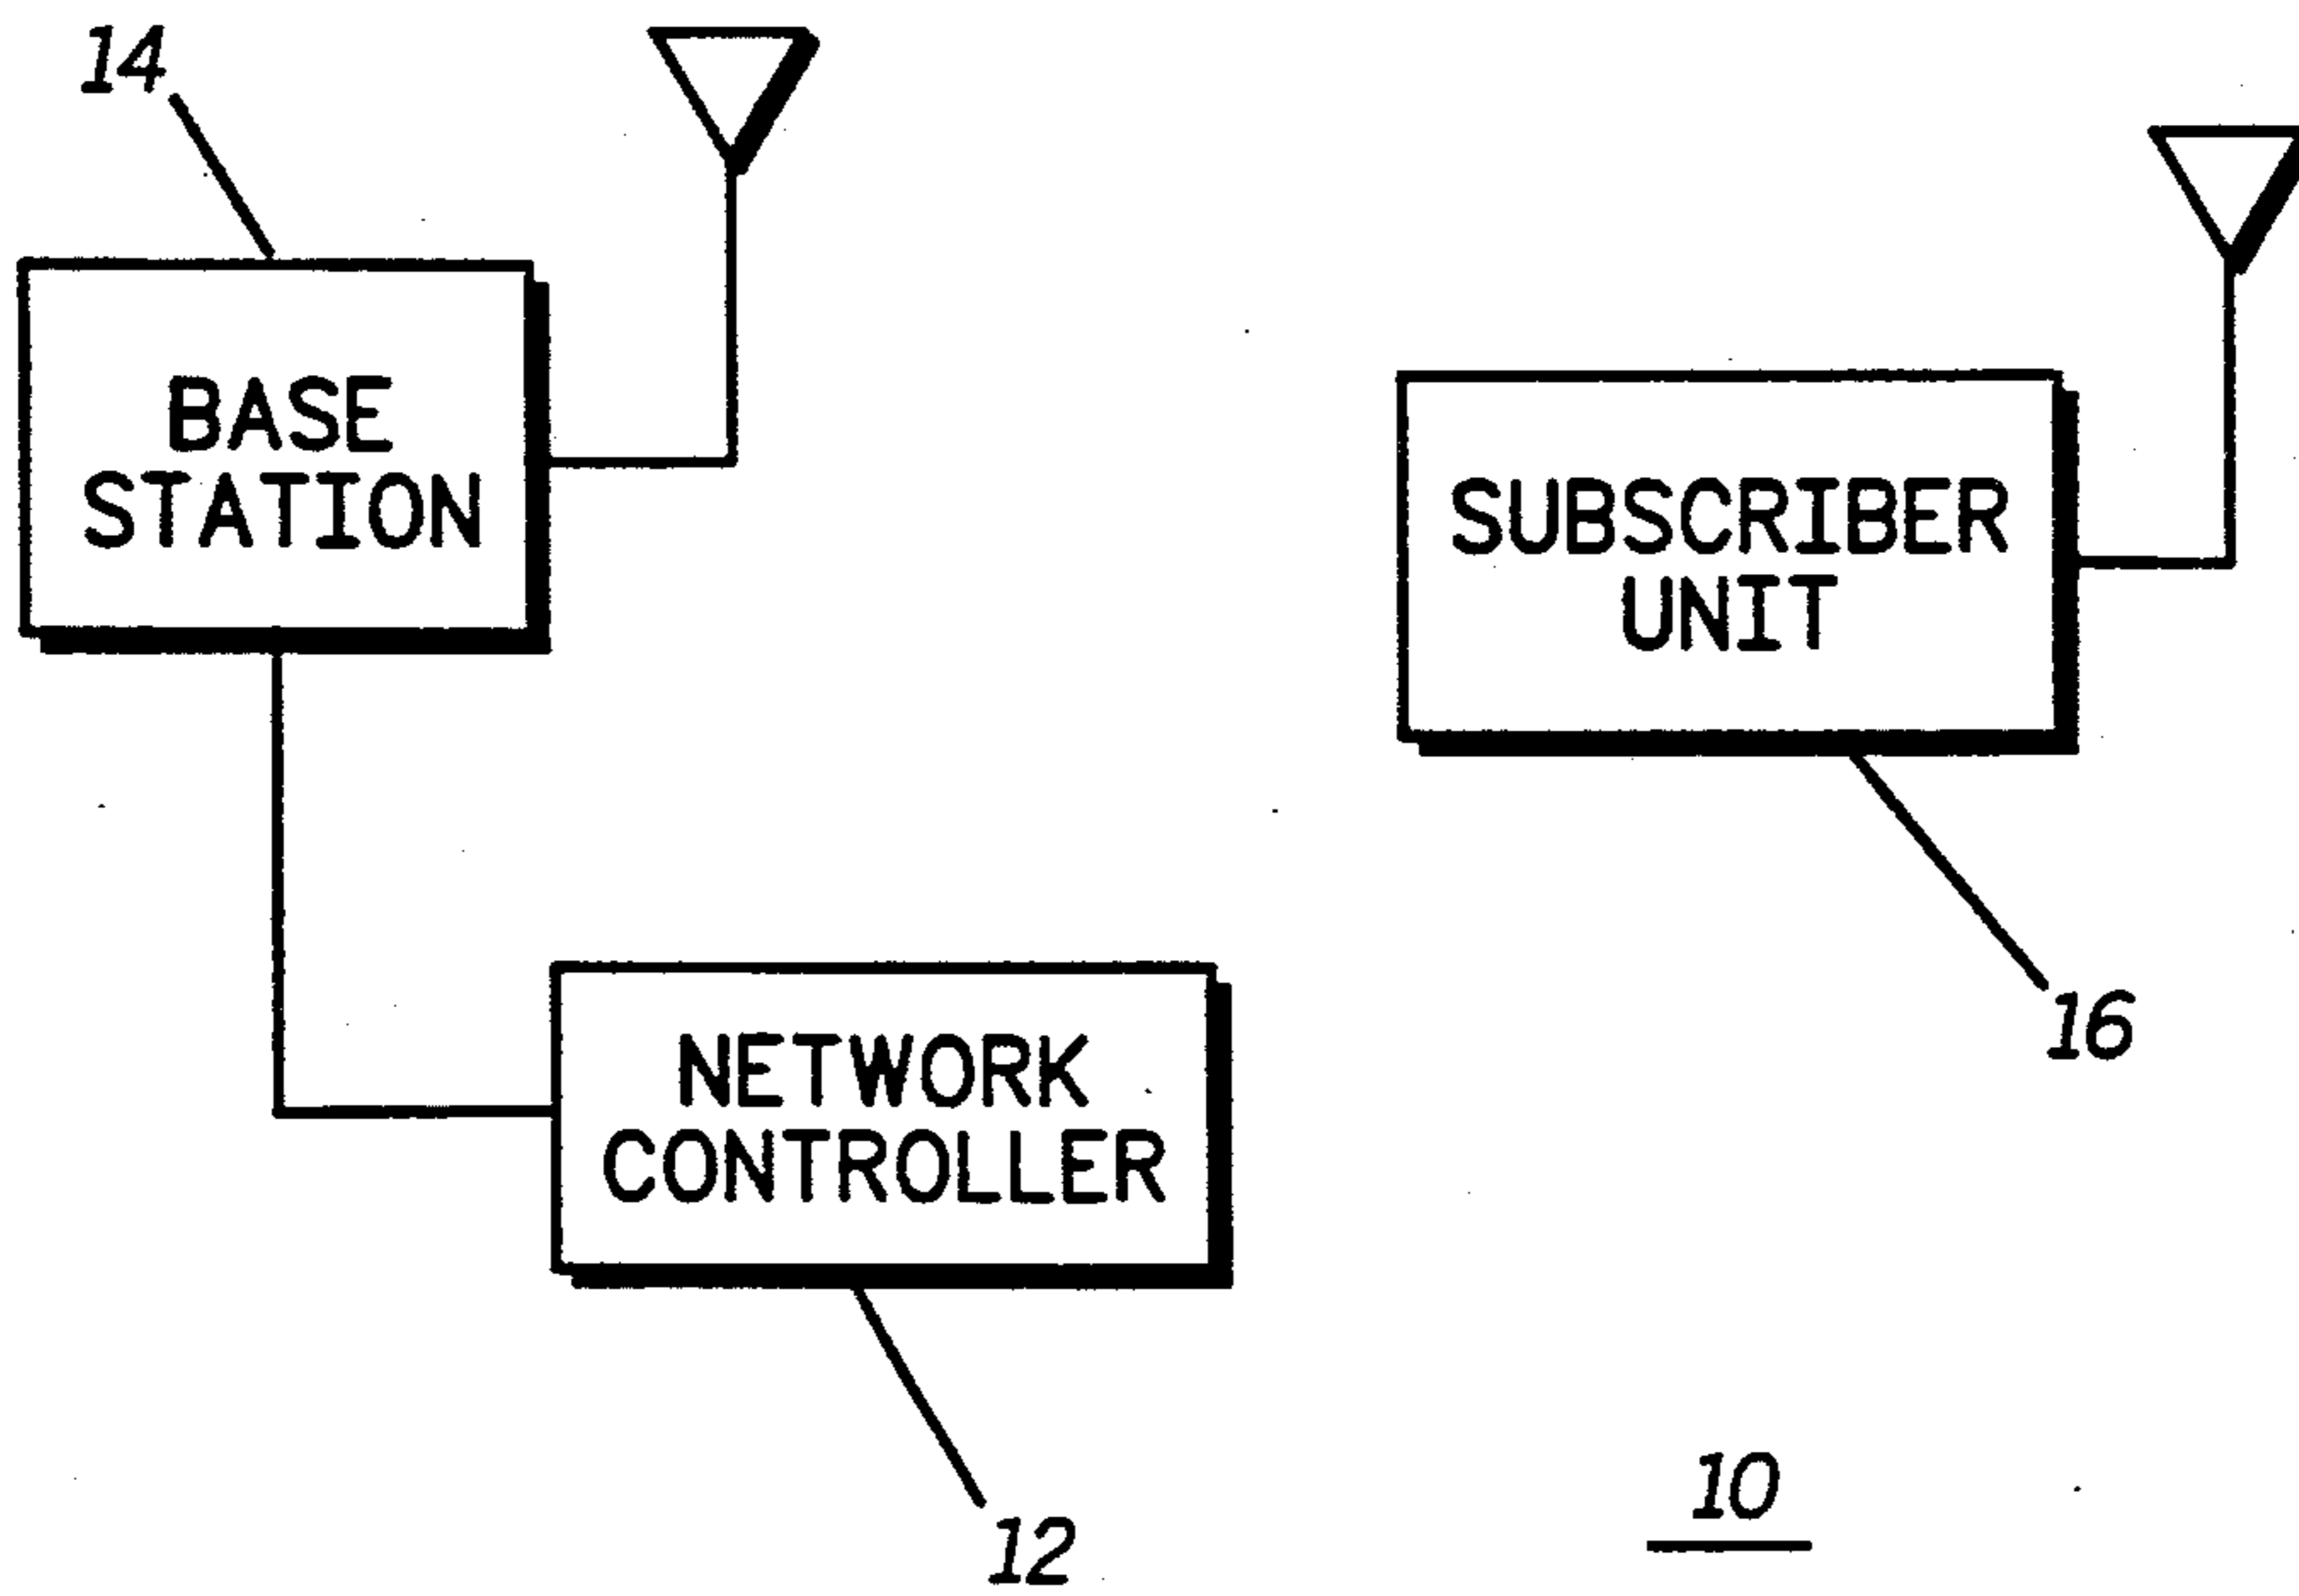 14
BASE
STATION
SUBSCRIBER
UNIT
16
NETWORK
CONTROLLER
12
10